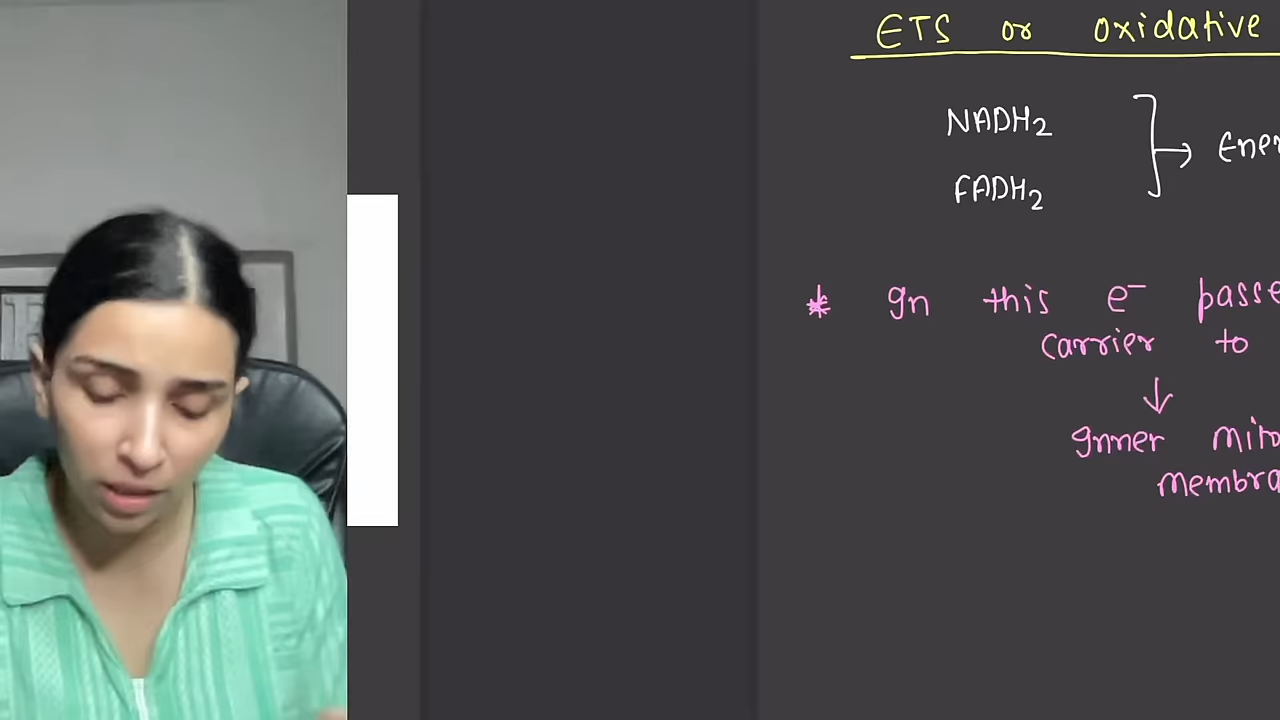 ETS or oxidative
NADH2
FADH2
→ Ener
* In this e⁻ passe
carrier to
↓
Inner mito
membra